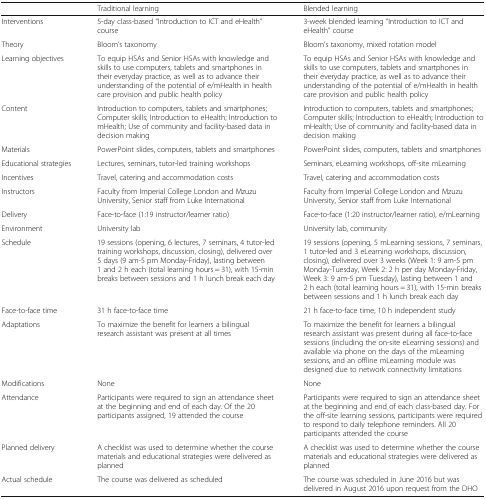 Traditional learning Blended learning
Interventions 5-day class-based "Introduction to ICT and eHealth" 3-week blended learning "Introduction to ICT and
course eHealth" course
Theory Bloom's taxonomy Bloom's taxonomy, mixed rotation model
Learning objectives To equip HSAs and Senior HSAs with knowledge and To equip HSAs and Senior HSAs with knowledge and
skills to use computers, tablets and smartphones in skills to use computers, tablets and smartphones in
their everyday practice, as well as to advance their their everyday practice, as well as to advance their
understanding of the potential of e/mHealth in health understanding of the potential of e/mHealth in health
care provision and public health policy care provision and public health policy
Content Introduction to computers, tablets and smartphones; Introduction to computers, tablets and smartphones;
Computer skills; Introduction to eHealth; Introduction to Computer skills; Introduction to eHealth; Introduction to
mHealth; Use of community and facility-based data in mHealth; Use of community and facility-based data in
decision making decision making
Materials PowerPoint slides, computers, tablets and smartphones PowerPoint slides, computers, tablets and smartphones
Educational strategies Lectures, seminars, tutor-led training workshops Seminars, eLearning workshops, off-site mLearning
Incentives Travel, catering and accommodation costs Travel, catering and accommodation costs
Instructors Faculty from Imperial College London and Mzuzu Faculty from Imperial College London and Mzuzu
University, Senior staff from Luke International University, Senior staff from Luke International
Delivery Face-to-face (1:19 instructor/learner ratio) Face-to-face (1:20 instructor/learner ratio), e/mLearning
Environment University lab University lab, community
Schedule 19 sessions (opening, 6 lectures, 7 seminars, 4 tutor-led 19 sessions (opening, 5 mLearning sessions, 7 seminars,
training workshops, discussion, closing), delivered over 1 tutor-led and 3 eLearning workshops, discussion,
5 days (9 am-5 pm Monday-Friday), lasting between closing), delivered over 3 weeks (Week 1: 9 am-5 pm
1 and 2 h each (total learning hours = 31), with 15-min Monday-Tuesday, Week 2: 2 h per day Monday-Friday,
breaks between sessions and 1 h lunch break each day Week 3: 9 am-5 pm Tuesday), lasting between 1 and
2 h each (total learning hours = 31), with 15-min breaks
between sessions and 1 h lunch break each day
Face-to-face time 31 h face-to-face time 21 h face-to-face time, 10 h independent study
Adaptations To maximize the benefit for learners a bilingual To maximize the benefit for learners a bilingual
research assistant was present at all times research assistant was present during all face-to-face
sessions (including the on-site eLearning sessions) and
available via phone on the days of the mLearning
sessions, and an offline mLearning module was
designed due to network connectivity limitations
Modifications None None
Attendance Participants were required to sign an attendance sheet Participants were required to sign an attendance sheet
at the beginning and end of each day. Of the 20 at the beginning and end of each class-based day. For
participants assigned, 19 attended the course the off-site learning sessions, participants were required
to respond to daily telephone reminders. All 20
participants attended the course
Planned delivery A checklist was used to determine whether the course A checklist was used to determine whether the course
materials and educational strategies were delivered as materials and educational strategies were delivered as
planned planned
Actual schedule The course was delivered as scheduled The course was scheduled in June 2016 but was
delivered in August 2016 upon request from the DHO